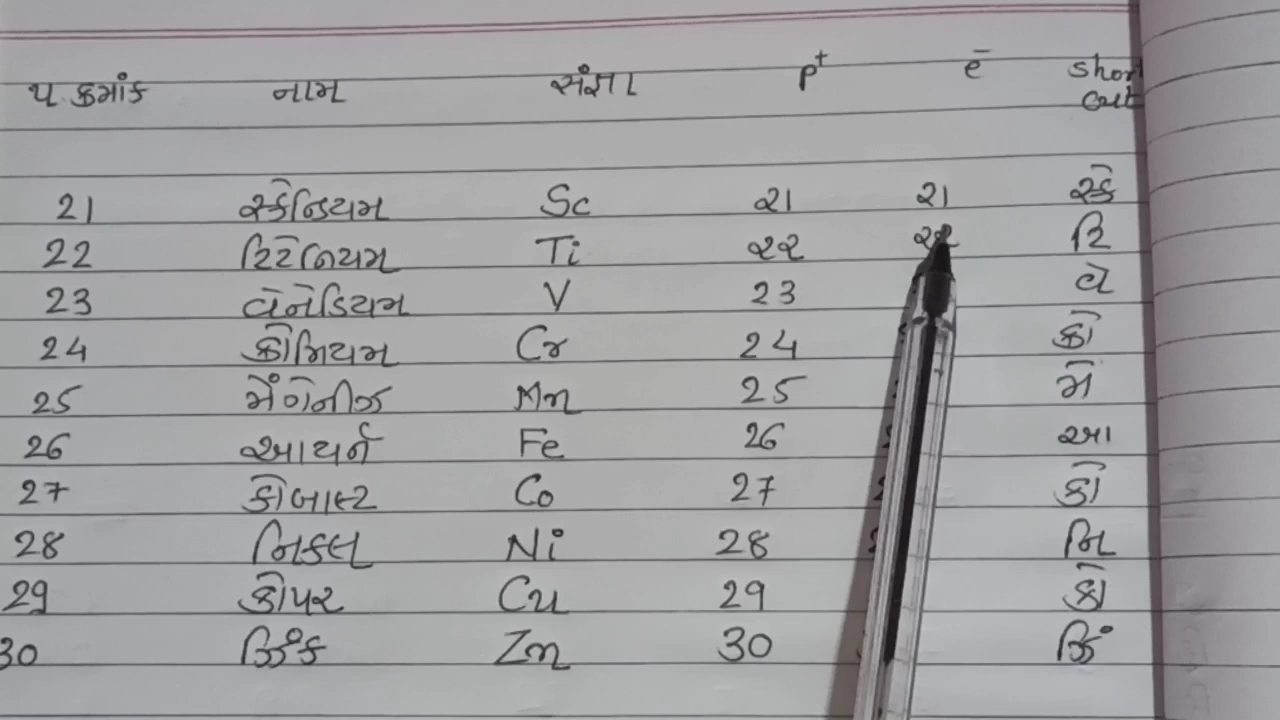 પ. ક્રમાંક નામ સંજ્ઞા p⁺ e⁻ short cut
21 સ્કેન્ડિયમ Sc ૨૧ ૨૧ સ્કે
22 ટિટેનિયમ Ti ૨૨ ૨૨ ટિ
23 વેનેડિયમ V 23 વે
24 ક્રોમિયમ Cr 24 ક્રો
25 મેંગેનીઝ Mn 25 મે
26 આયર્ન Fe 26 આ
27 કોબાલ્ટ Co 27 કો
28 નિકલ Ni 28 નિ
29 કોપર Cu 29 કો
30 ઝિંક Zn 30 ઝિં